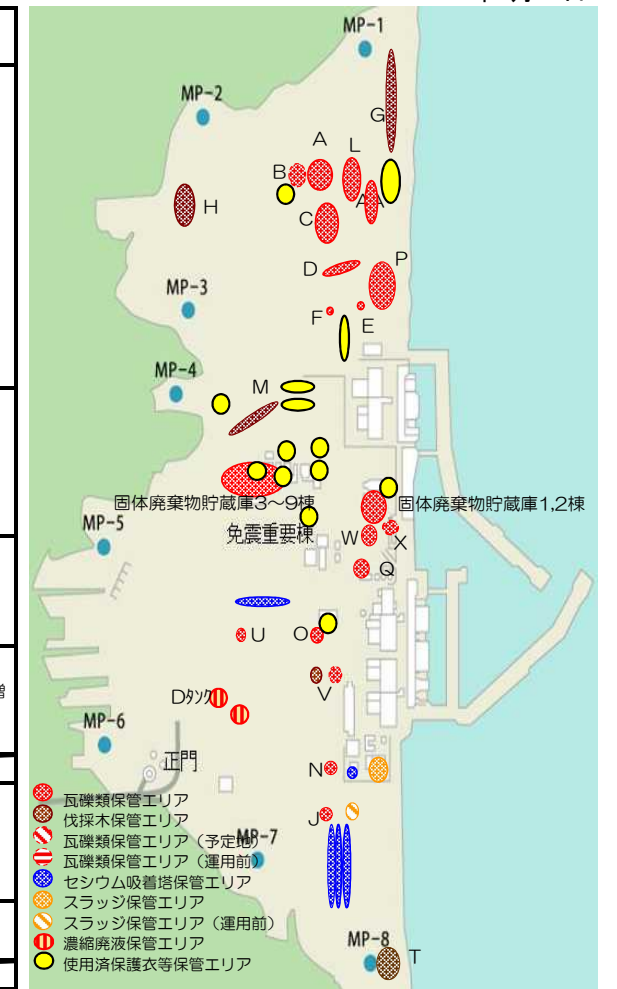 MP-1
MP-2
G
A
L
B
AA
H
C
P
D
MP-3
F
E
MP-4
M
固体廃棄物貯蔵庫3～9棟
固体廃棄物貯蔵庫1,2棟
MP-5
免震重要棟
W
X
Q
U
O
増
V
Dタンク
MP-6
正門
N
瓦礫類保管エリア
伐採木保管エリア
J
瓦礫類保管エリア（予定地）
MP-7
瓦礫類保管エリア（運用前）
セシウム吸着塔保管エリア
スラッジ保管エリア
スラッジ保管エリア（運用前）
濃縮廃液保管エリア
MP-8
使用済保護衣等保管エリア
T